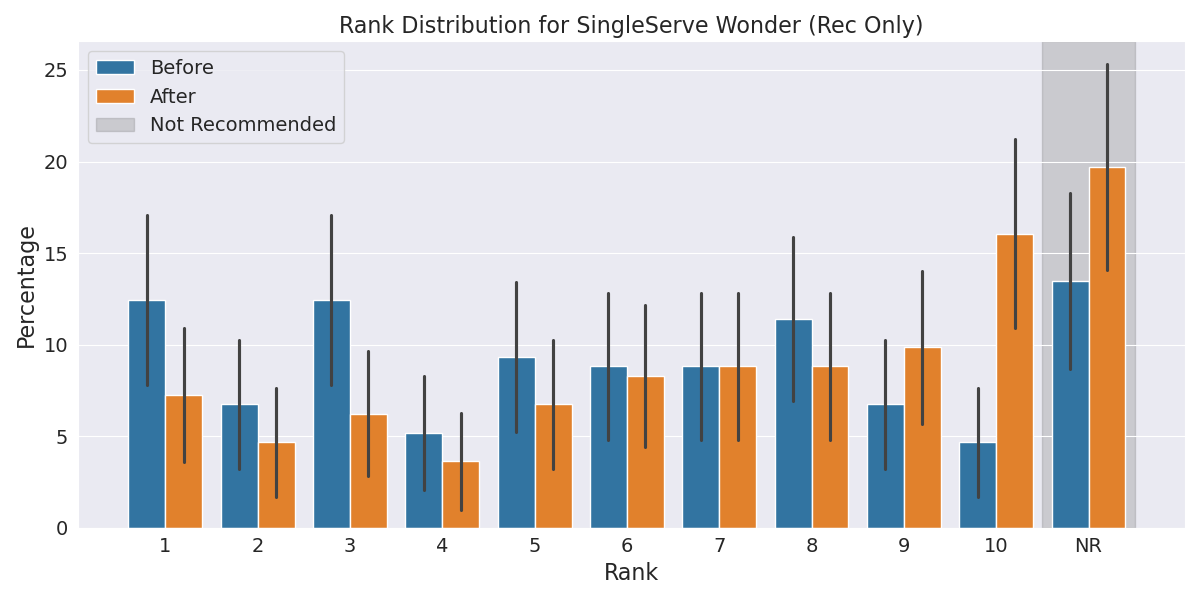 Rank Distribution for SingleServe Wonder (Rec Only)
Before
After
Not Recommended
Percentage
25
20
15
10
5
0
1 2 3 4 5 6 7 8 9 10 NR
Rank